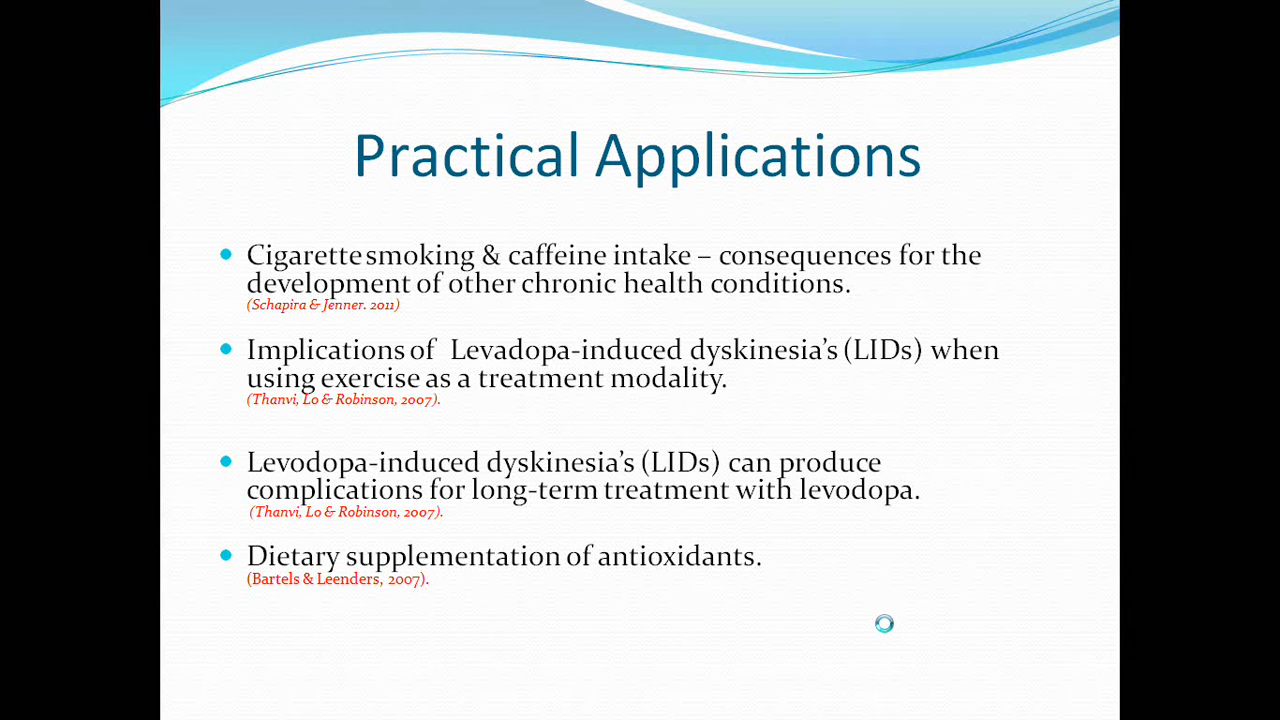 Practical Applications
Cigarette smoking & caffeine intake – consequences for the
development of other chronic health conditions.
(Schapira & Jenner. 2011)
Implications of Levadopa-induced dyskinesia's (LIDs) when
using exercise as a treatment modality.
(Thanvi, Lo & Robinson, 2007).
Levodopa-induced dyskinesia's (LIDs) can produce
complications for long-term treatment with levodopa.
(Thanvi, Lo & Robinson, 2007).
Dietary supplementation of antioxidants.
(Bartels & Leenders, 2007).